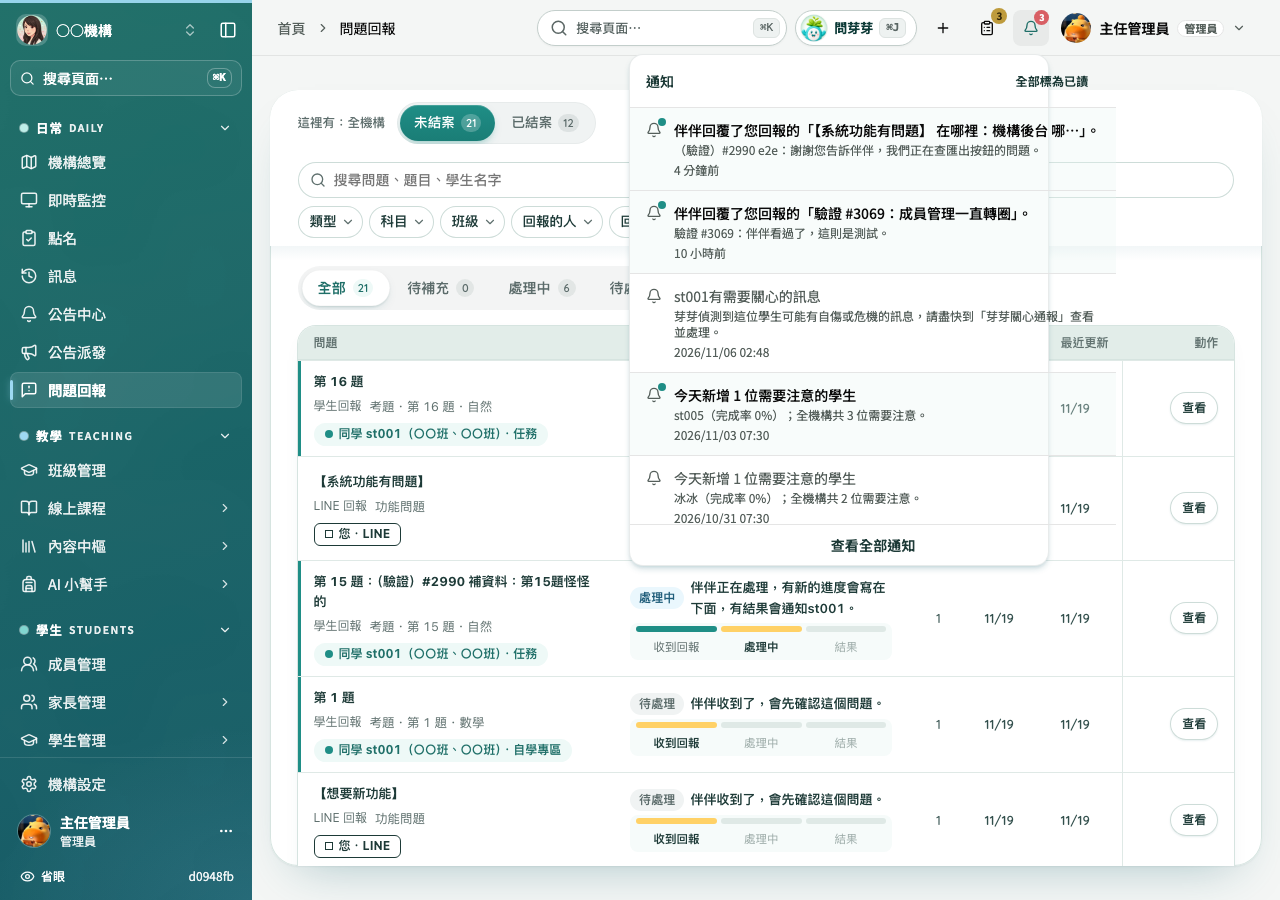 〇〇機構
搜尋頁面… ⌘K
日常 DAILY
機構總覽
即時監控
點名
訊息
公告中心
公告派發
問題回報
教學 TEACHING
班級管理
線上課程
內容中樞
AI 小幫手
學生 STUDENTS
成員管理
家長管理
學生管理
機構設定
主任管理員
管理員
省眼 d0948fb
首頁 › 問題回報
搜尋頁面… ⌘K
問芽芽 ⌘J
3
3
主任管理員 管理員
這裡有：全機構 未結案 21 已結案 12
搜尋問題、題目、學生名字
類型 科目 班級 回報的人
全部 21 待補充 0 處理中 6
問題 最近更新 動作
第 16 題
學生回報 考題 · 第 16 題 · 自然
同學 st001（〇〇班、〇〇班）· 任務
11/19 查看
【系統功能有問題】
LINE 回報 功能問題
您 · LINE
11/19 查看
第 15 題：（驗證）#2990 補資料：第15題怪怪
的
學生回報 考題 · 第 15 題 · 自然
同學 st001（〇〇班、〇〇班）· 任務
處理中 伴伴正在處理，有新的進度會寫在
下面，有結果會通知st001。
收到回報 處理中 結果
1 11/19 11/19 查看
第 1 題
學生回報 考題 · 第 1 題 · 數學
同學 st001（〇〇班、〇〇班）· 自學專區
待處理 伴伴收到了，會先確認這個問題。
收到回報 處理中 結果
1 11/19 11/19 查看
【想要新功能】
LINE 回報 功能問題
您 · LINE
待處理 伴伴收到了，會先確認這個問題。
收到回報 處理中 結果
1 11/19 11/19 查看
通知 全部標為已讀
伴伴回覆了您回報的「【系統功能有問題】 在哪裡：機構後台 哪…」。
（驗證）#2990 e2e：謝謝您告訴伴伴，我們正在查匯出按鈕的問題。
4 分鐘前
伴伴回覆了您回報的「驗證 #3069：成員管理一直轉圈」。
驗證 #3069：伴伴看過了，這則是測試。
10 小時前
st001有需要關心的訊息
芽芽偵測到這位學生可能有自傷或危機的訊息，請盡快到「芽芽關心通報」查看
並處理。
2026/11/06 02:48
今天新增 1 位需要注意的學生
st005（完成率 0%）；全機構共 3 位需要注意。
2026/11/03 07:30
今天新增 1 位需要注意的學生
冰冰（完成率 0%）；全機構共 2 位需要注意。
2026/10/31 07:30
查看全部通知